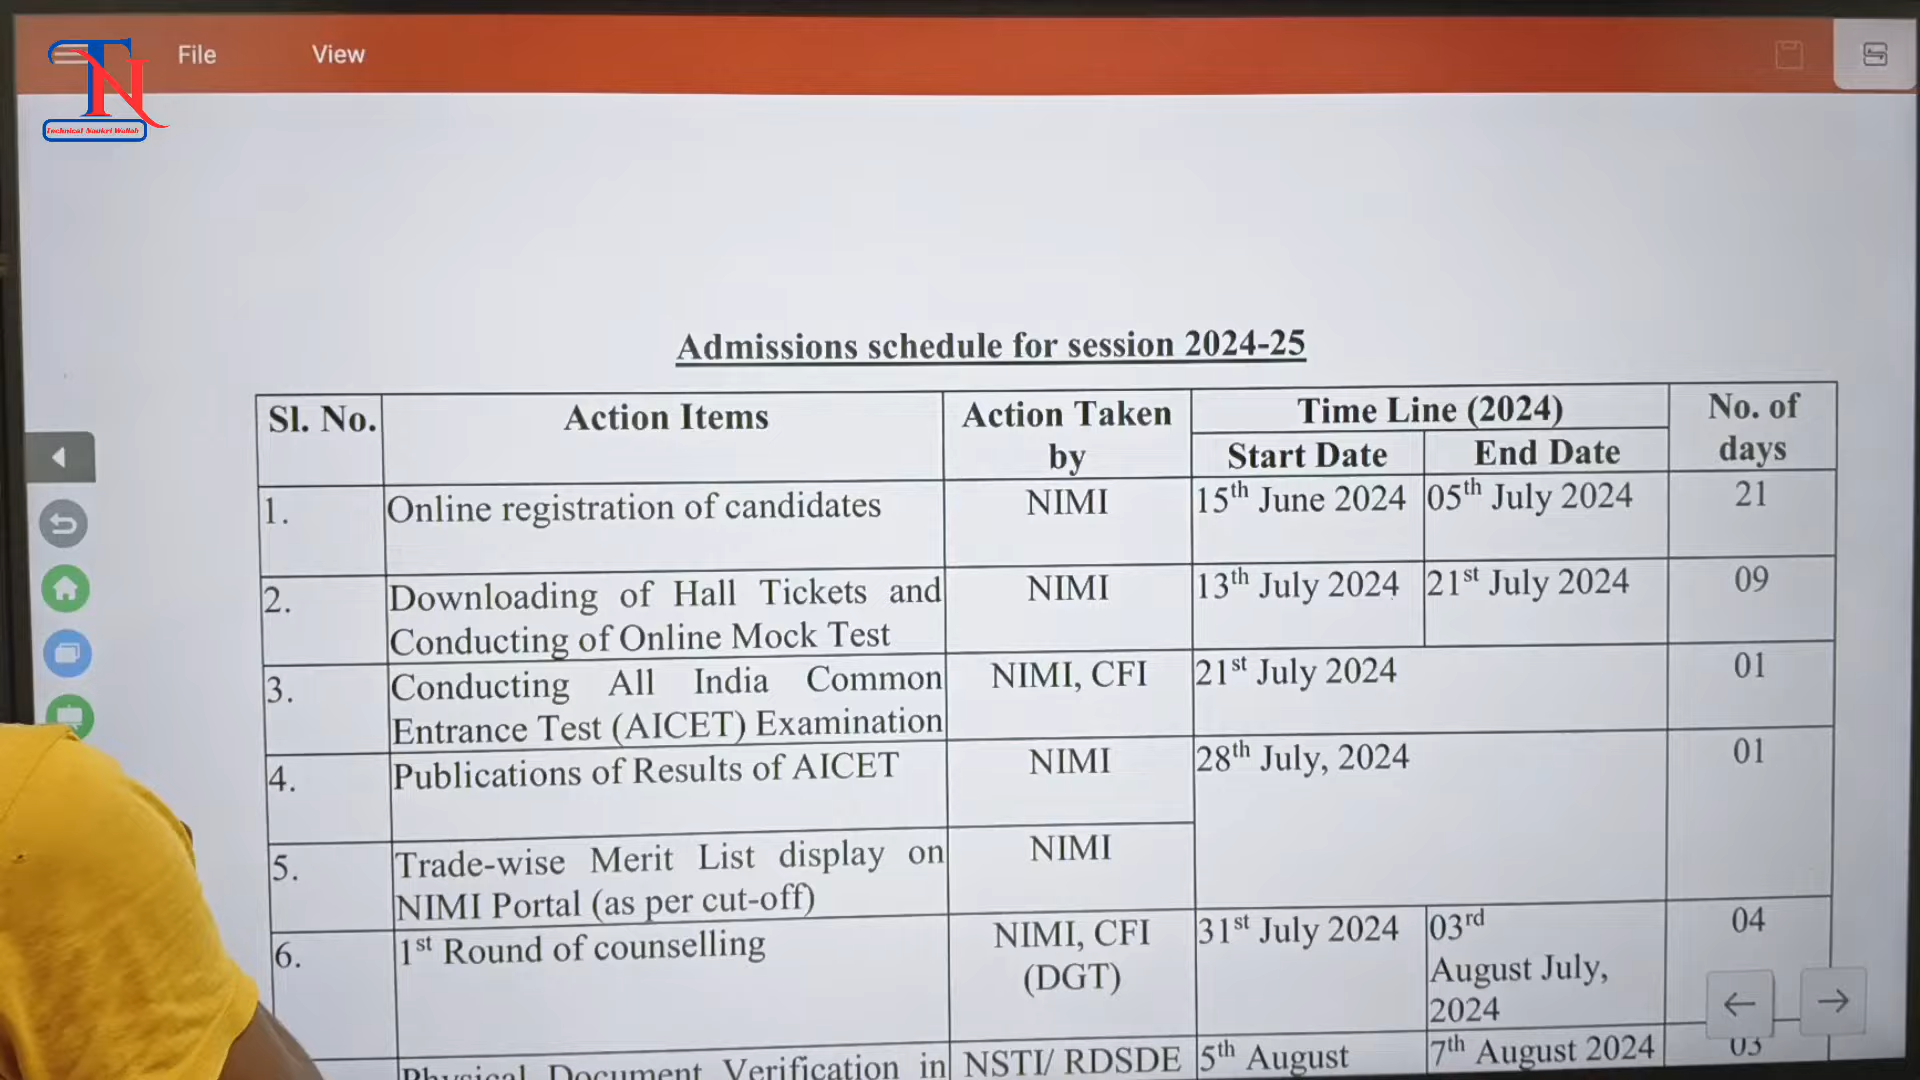 File
View
TN
Technical Naukri Wallah
Admissions schedule for session 2024-25
Sl. No.
Action Items
Action Taken
by
Time Line (2024)
Start Date
End Date
No. of
days
1.
Online registration of candidates
NIMI
15th June 2024
05th July 2024
21
2.
Downloading of Hall Tickets and
Conducting of Online Mock Test
NIMI
13th July 2024
21st July 2024
09
3.
Conducting All India Common
Entrance Test (AICET) Examination
NIMI, CFI
21st July 2024
01
4.
Publications of Results of AICET
NIMI
28th July, 2024
01
5.
Trade-wise Merit List display on
NIMI Portal (as per cut-off)
NIMI
6.
1st Round of counselling
NIMI, CFI
(DGT)
31st July 2024
03rd
August July,
2024
04
Physical Document Verification in
NSTI/ RDSDE
5th August
7th August 2024
03